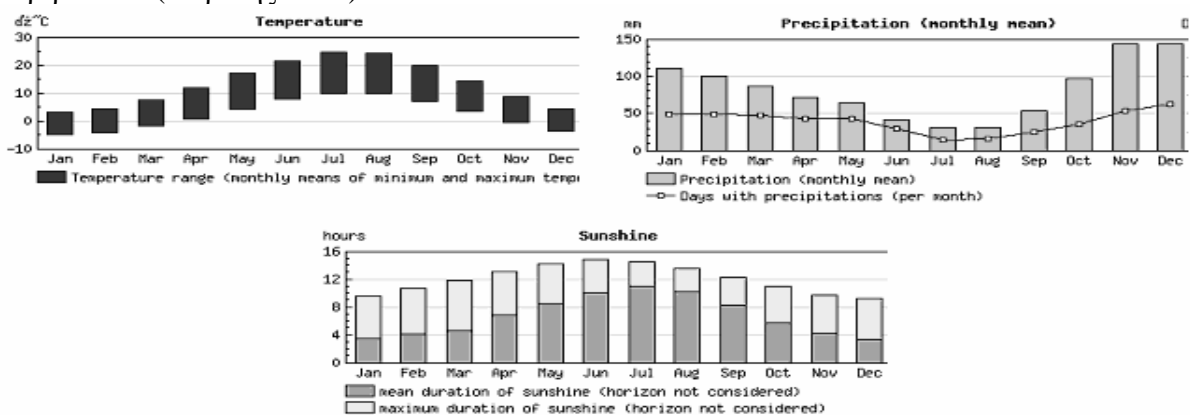 dź~C Temperature
30
20
10
0
-10
Jan Feb Mar Apr May Jun Jul Aug Sep Oct Nov Dec
Temperature range (monthly means of minimum and maximum tempe
mm Precipitation (monthly mean) D
150
100
50
0
Jan Feb Mar Apr May Jun Jul Aug Sep Oct Nov Dec
Precipitation (monthly mean)
Days with precipitations (per month)
hours Sunshine
16
12
8
4
0
Jan Feb Mar Apr May Jun Jul Aug Sep Oct Nov Dec
mean duration of sunshine (horizon not considered)
maximum duration of sunshine (horizon not considered)